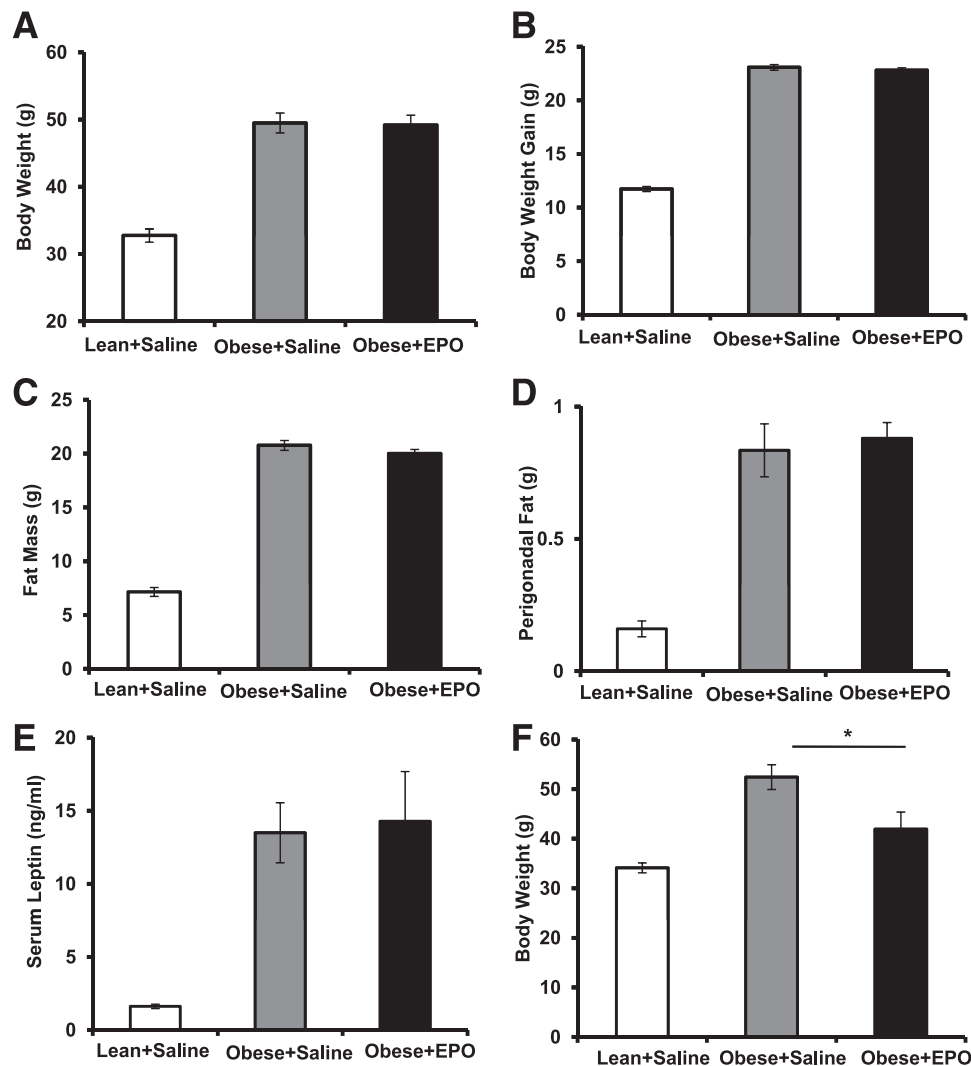 A
Body Weight (g)
60
50
40
30
20
Lean+Saline Obese+Saline Obese+EPO
B
Body Weight Gain (g)
25
20
15
10
5
0
Lean+Saline Obese+Saline Obese+EPO
C
Fat Mass (g)
25
20
15
10
5
0
Lean+Saline Obese+Saline Obese+EPO
D
Perigonadal Fat (g)
1
0.5
0
Lean+Saline Obese+Saline Obese+EPO
E
Serum Leptin (ng/ml)
20
15
10
5
0
Lean+Saline Obese+Saline Obese+EPO
F
Body Weight (g)
60
50
40
30
20
10
0
*
Lean+Saline Obese+Saline Obese+EPO